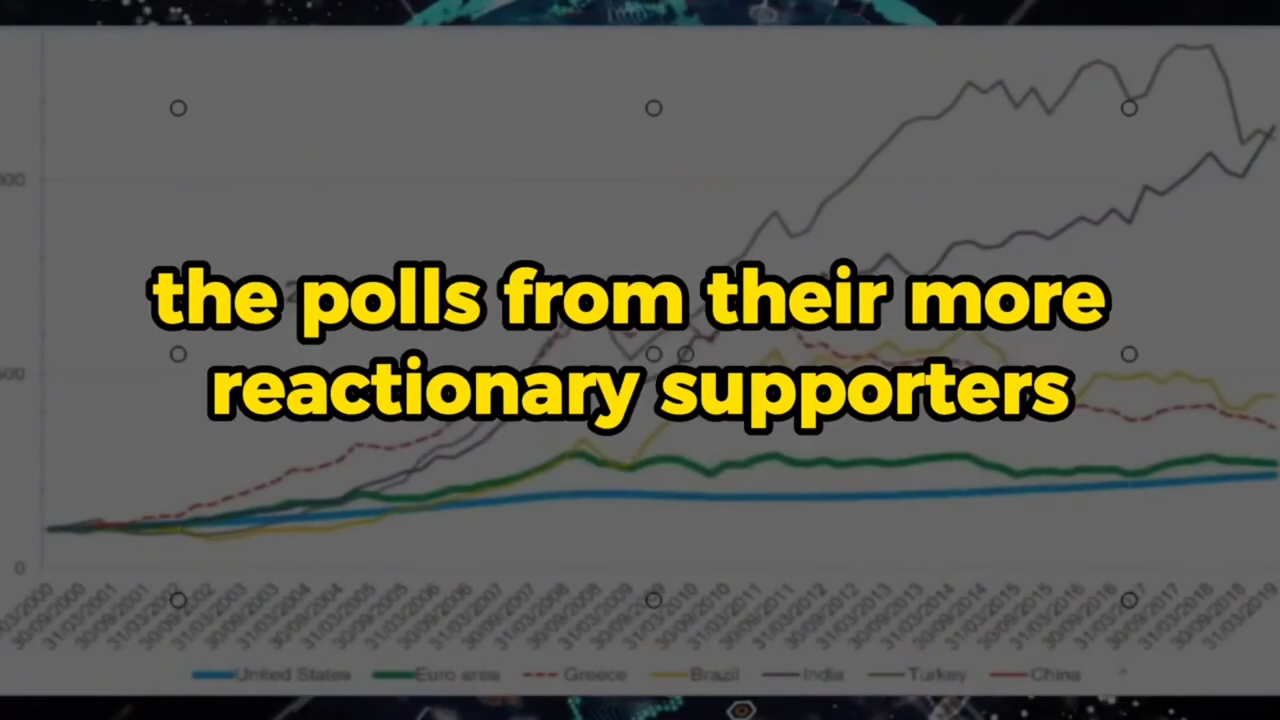 the polls from their more
reactionary supporters
0
31/03/2000 30/09/2000 31/03/2001 30/09/2001 31/03/2002 30/09/2002 31/03/2003 30/09/2003 31/03/2004 30/09/2004 31/03/2005 30/09/2005 31/03/2006 30/09/2006 31/03/2007 30/09/2007 31/03/2008 30/09/2008 31/03/2009 30/09/2009 31/03/2010 30/09/2010 31/03/2011 30/09/2011 31/03/2012 30/09/2012 31/03/2013 30/09/2013 31/03/2014 30/09/2014 31/03/2015 30/09/2015 31/03/2016 30/09/2016 31/03/2017 30/09/2017 31/03/2018 30/09/2018 31/03/2019
United States Euro area Greece Brazil India Turkey China